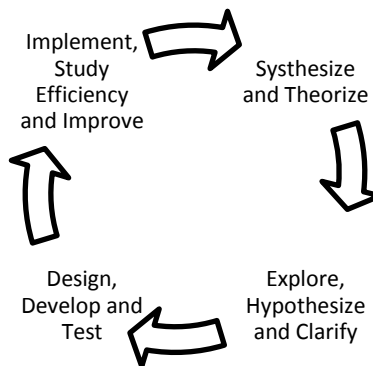 Implement,
Study
Efficiency
and Improve
Systhesize
and Theorize
Explore,
Hypothesize
and Clarify
Design,
Develop and
Test